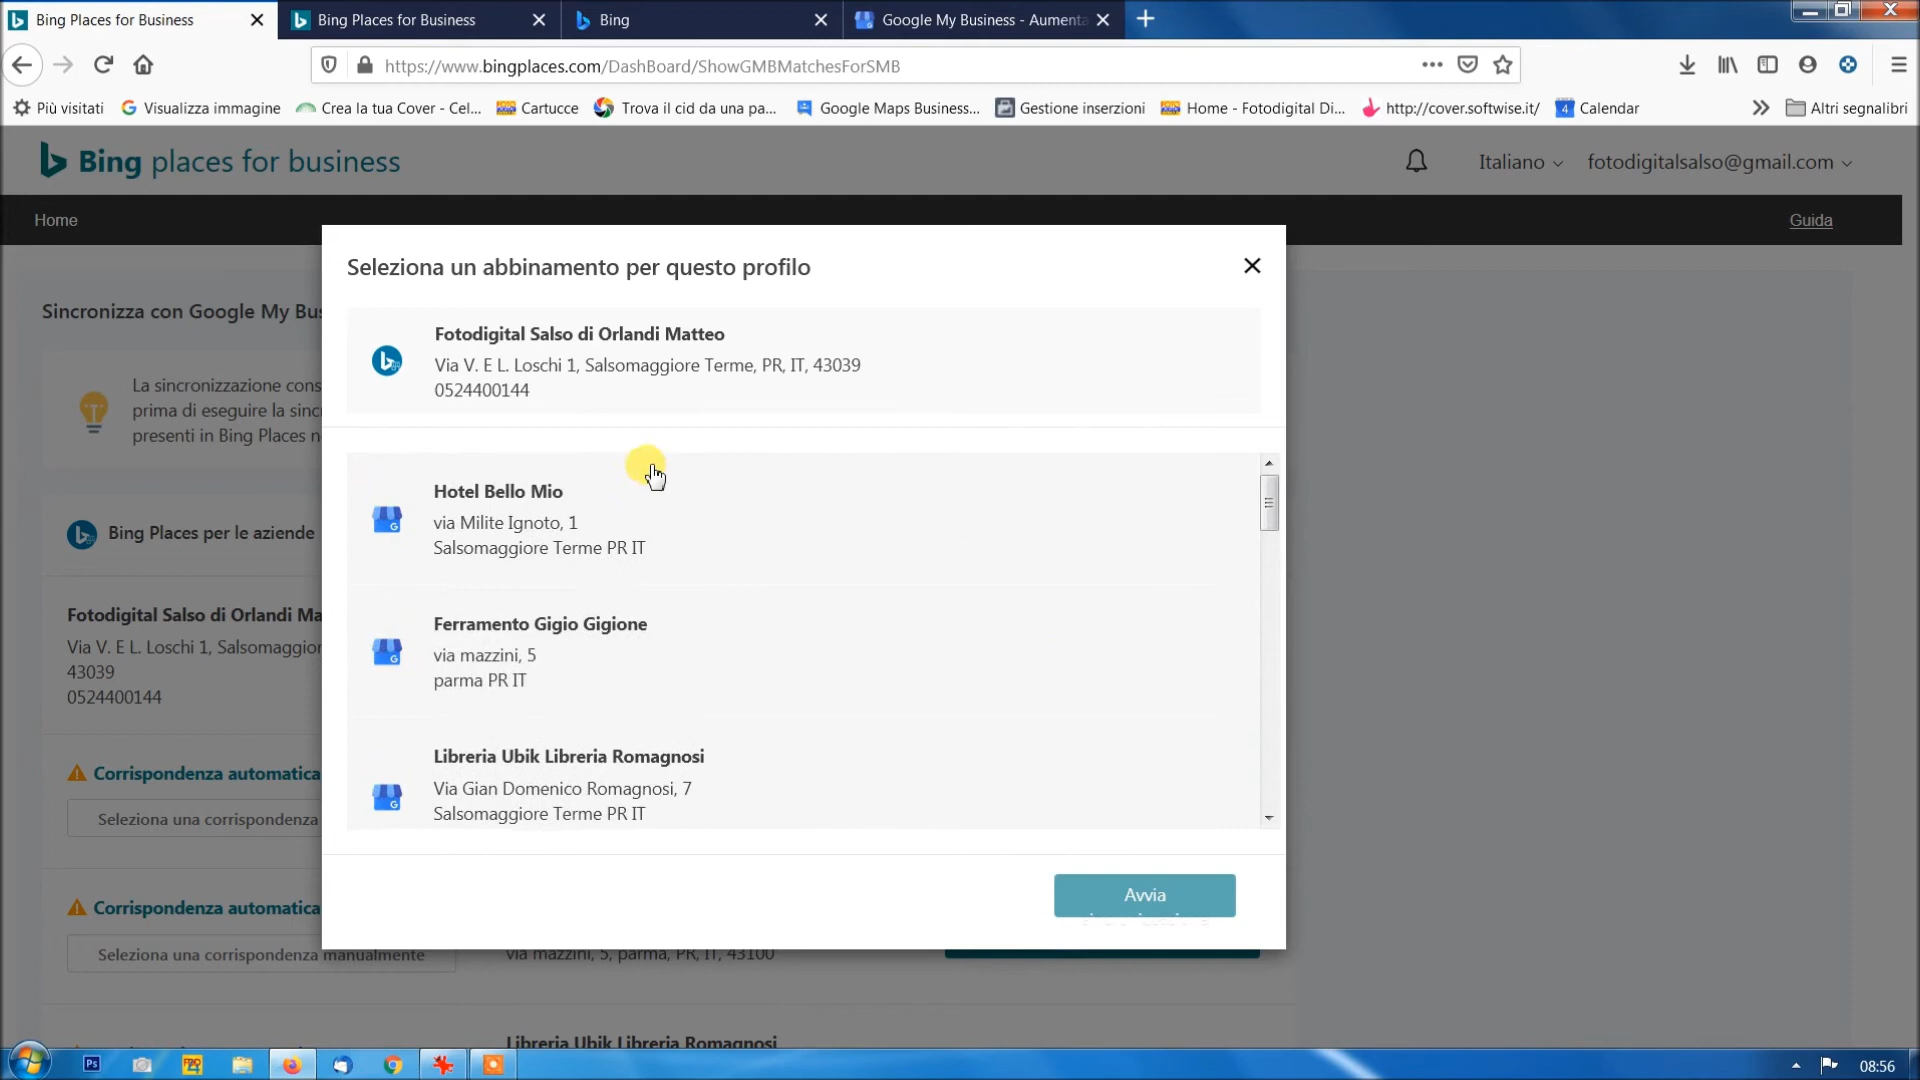 Bing Places for Business
Bing Places for Business
Bing
Google My Business - Aumenta
https://www.bingplaces.com/DashBoard/ShowGMBMatchesForSMB
Più visitati
Visualizza immagine
Crea la tua Cover - Cel...
Cartucce
Trova il cid da una pa...
Google Maps Business...
Gestione inserzioni
Home - Fotodigital Di...
http://cover.softwise.it/
Calendar
Altri segnalibri
Bing places for business
Italiano
fotodigitalsalso@gmail.com
Home
Guida
Seleziona un abbinamento per questo profilo
Fotodigital Salso di Orlandi Matteo
Via V. E L. Loschi 1, Salsomaggiore Terme, PR, IT, 43039
0524400144
Hotel Bello Mio
via Milite Ignoto, 1
Salsomaggiore Terme PR IT
Ferramento Gigio Gigione
via mazzini, 5
parma PR IT
Libreria Ubik Libreria Romagnosi
Via Gian Domenico Romagnosi, 7
Salsomaggiore Terme PR IT
Avvia
Sincronizza con Google My Bu
La sincronizzazione cons
prima di eseguire la sinc
presenti in Bing Places n
Bing Places per le aziende
Fotodigital Salso di Orlandi Ma
Via V. E L. Loschi 1, Salsomaggior
43039
0524400144
Corrispondenza automatica
Seleziona una corrispondenza
Corrispondenza automatica
Seleziona una corrispondenza manualmente
via mazzini, 5, parma, PR, IT, 43100
Libreria Ubik Libreria Romagnosi
08:56